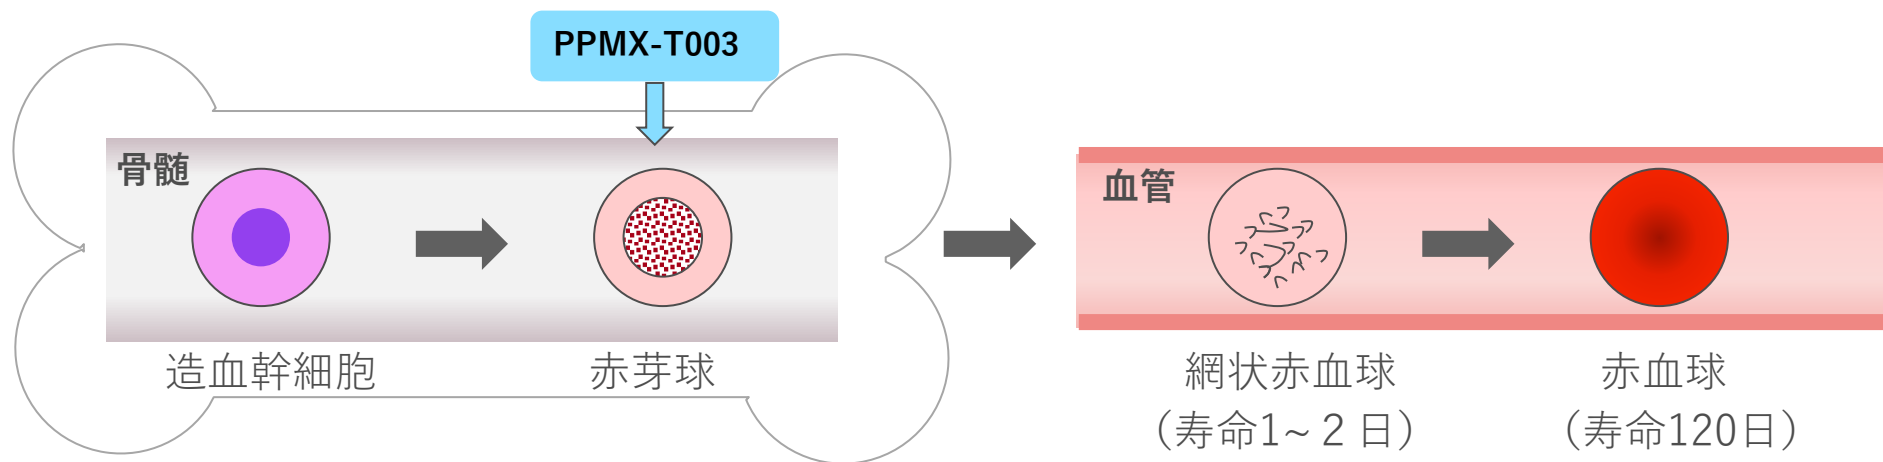 PPMX-T003
骨髄
血管
造血幹細胞
赤芽球
網状赤血球
(寿命1~２日)
赤血球
(寿命120日)